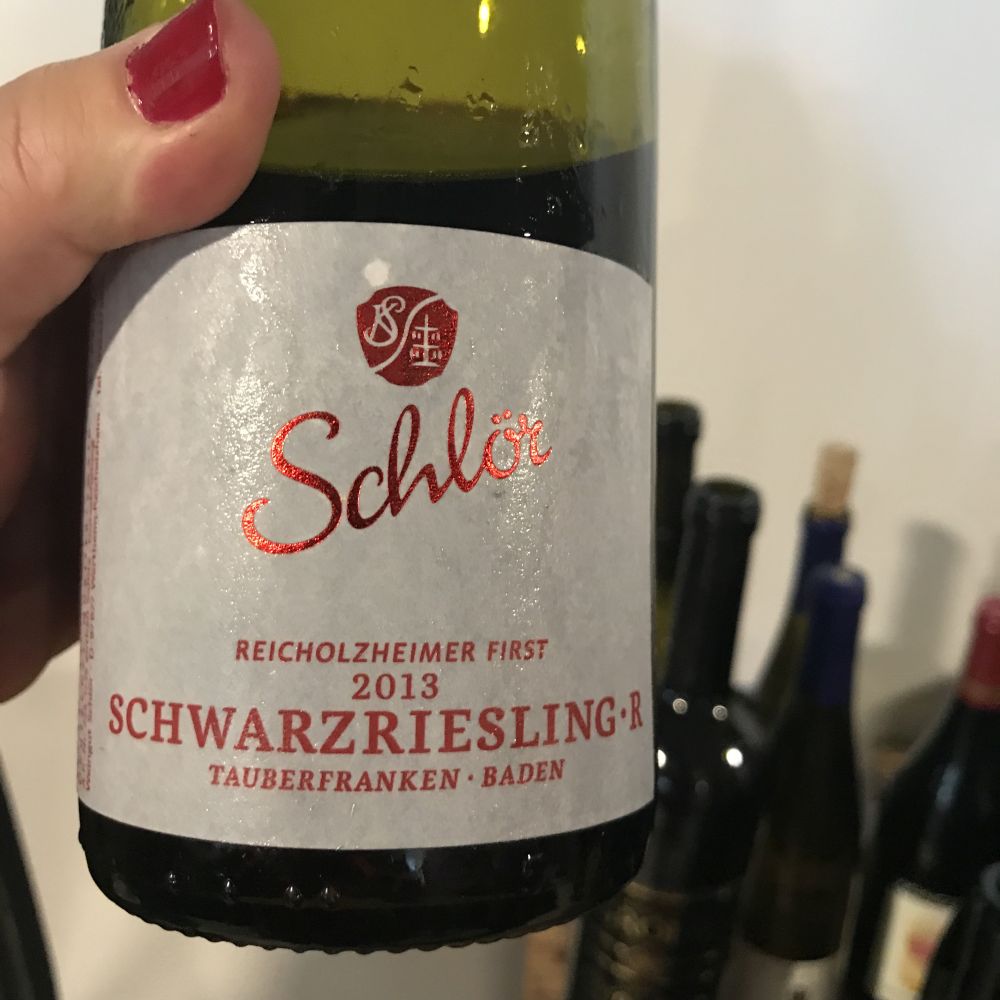 Schlör
REICHOLZHEIMER FIRST
2013
SCHWARZRIESLING·R
TAUBERFRANKEN · BADEN